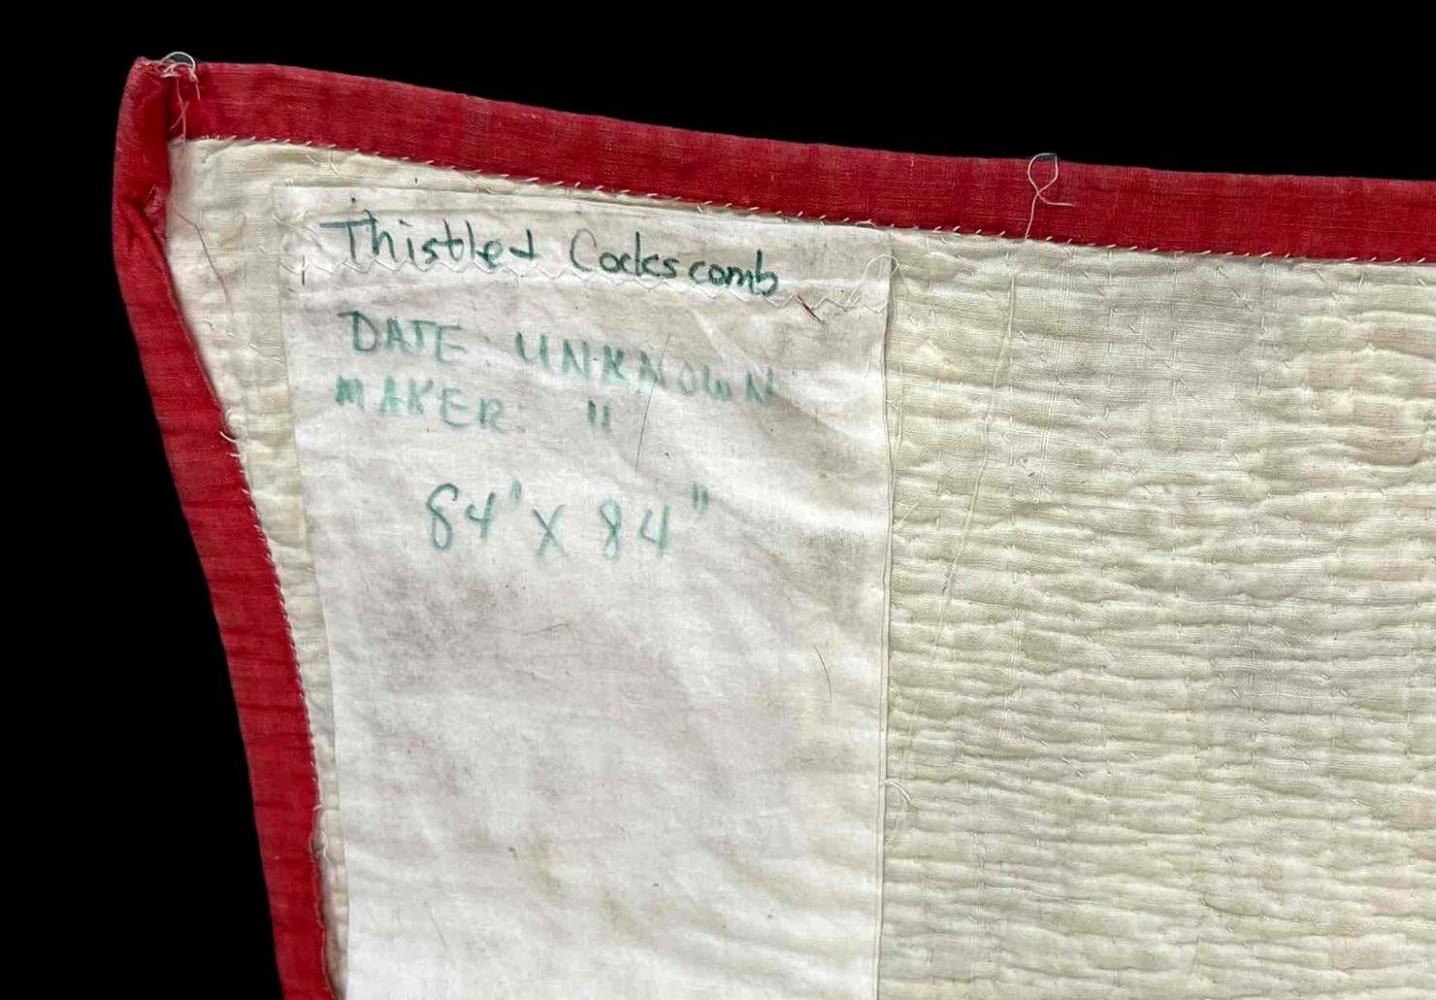 Thistle + Cockscomb
DATE: UNKNOWN
MAKER: "
84" X 84"